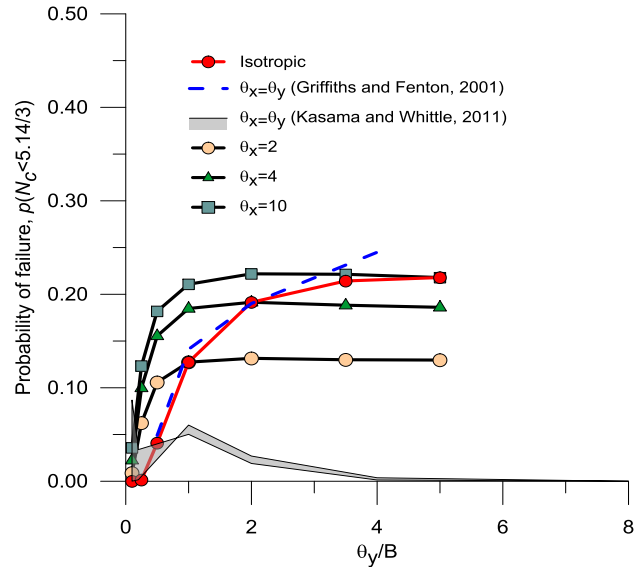 0.50
0.40
0.30
0.20
0.10
0.00
Probability of failure, p(Nc<5.14/3)
Isotropic
θx=θy (Griffiths and Fenton, 2001)
θx=θy (Kasama and Whittle, 2011)
θx=2
θx=4
θx=10
0 2 4 6 8
θy/B